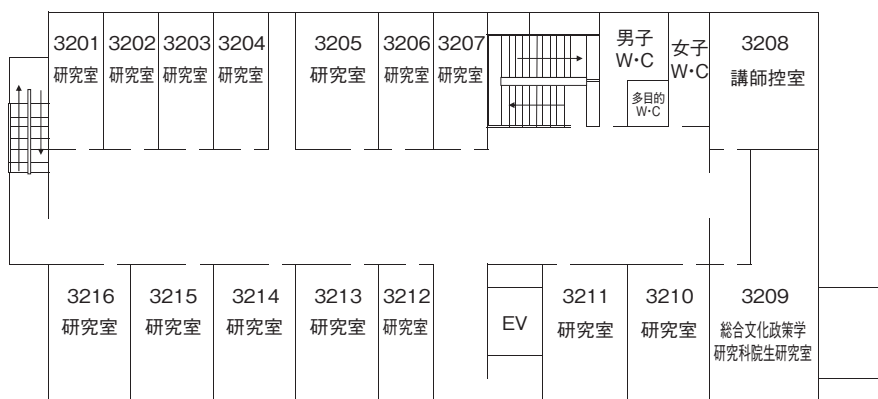 3201
研究室
3202
研究室
3203
研究室
3204
研究室
3205
研究室
3206
研究室
3207
研究室
男子
W・C
多目的
W・C
女子
W・C
3208
講師控室
3216
研究室
3215
研究室
3214
研究室
3213
研究室
3212
研究室
EV
3211
研究室
3210
研究室
3209
総合文化政策学
研究科院生研究室